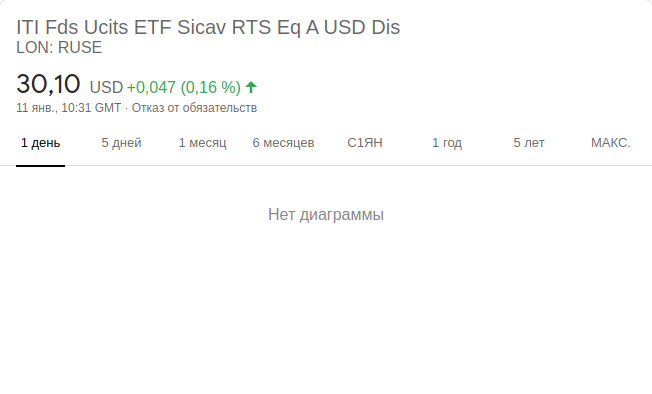 ITI Fds Ucits ETF Sicav RTS Eq A USD Dis
LON: RUSE
30,10 USD +0,047 (0,16 %)
11 янв., 10:31 GMT · Отказ от обязательств
1 день 5 дней 1 месяц 6 месяцев С1ЯН 1 год 5 лет МАКС.
Нет диаграммы